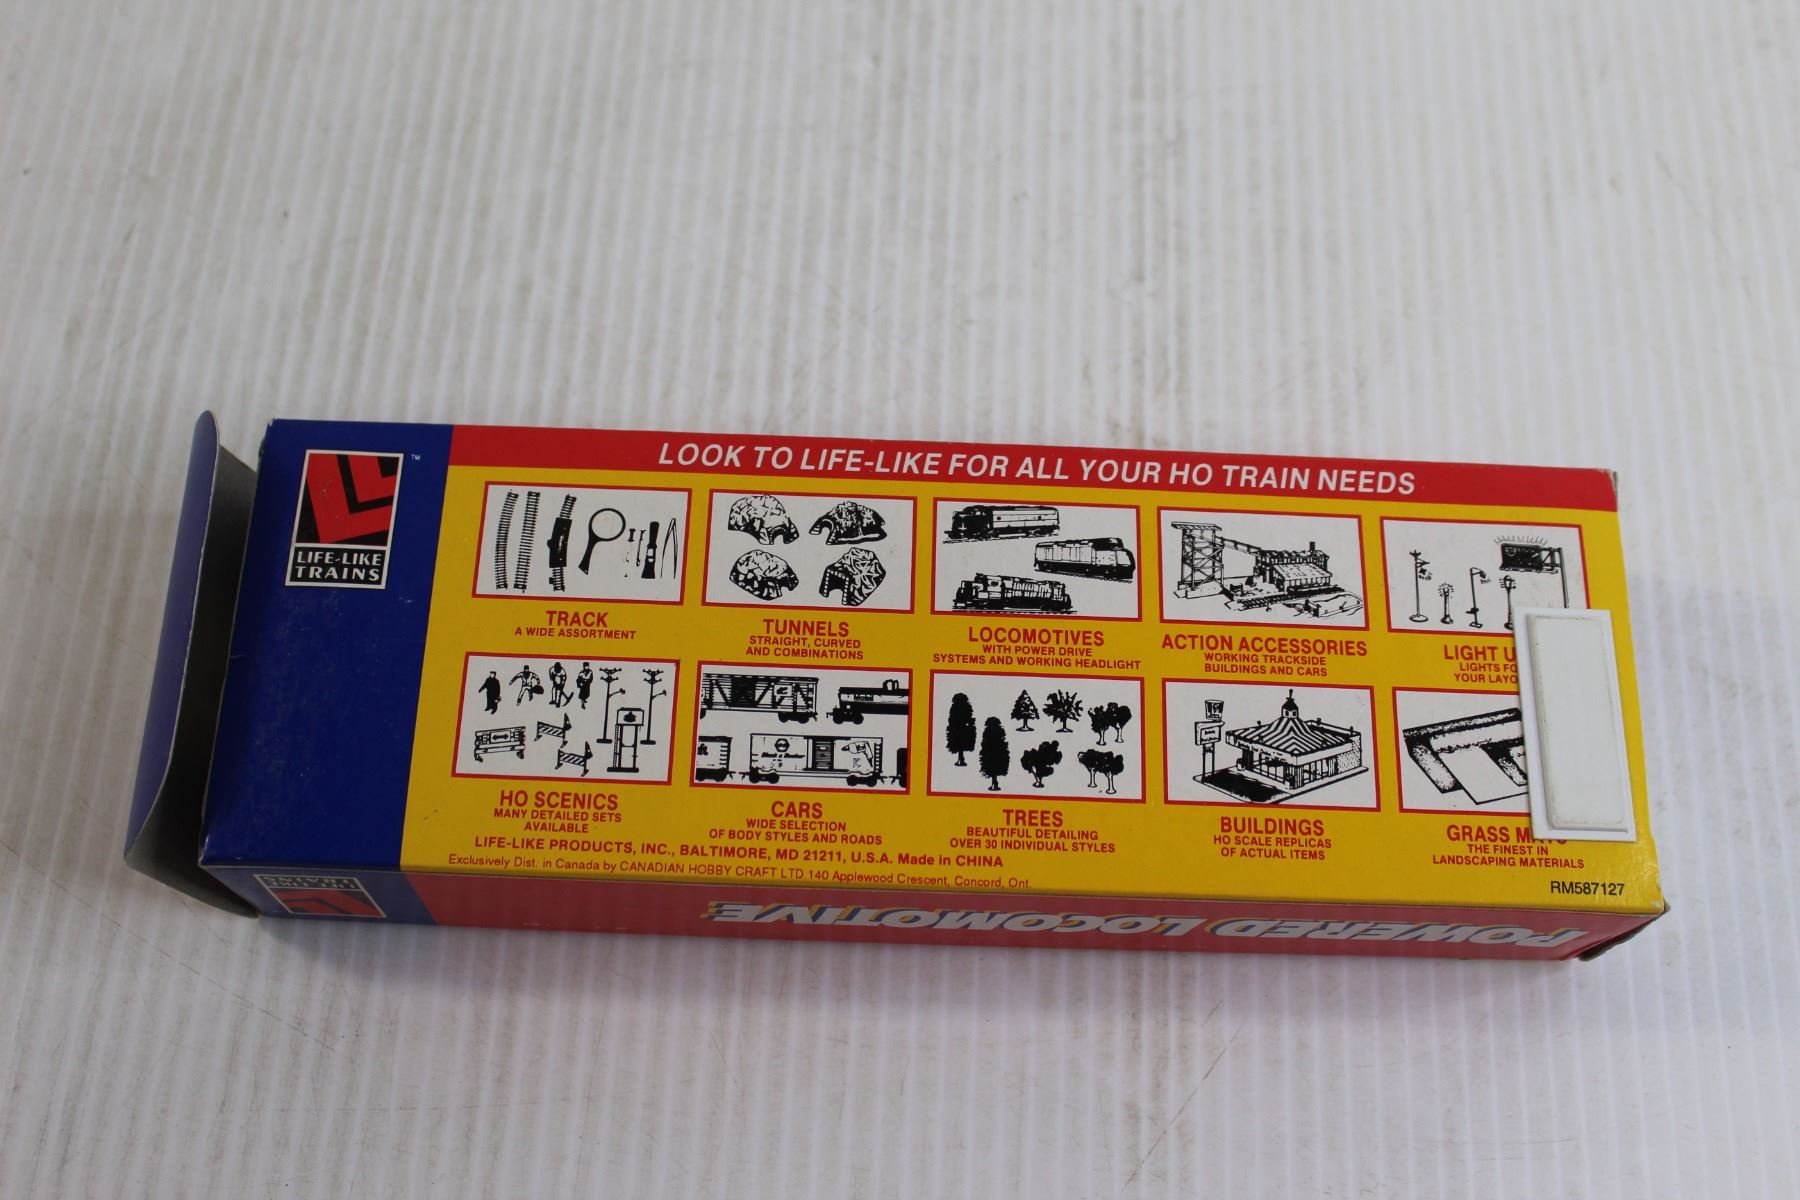 LOOK TO LIFE-LIKE FOR ALL YOUR HO TRAIN NEEDS
™
LIFE-LIKE
TRAINS
TRACK
A WIDE ASSORTMENT
TUNNELS
STRAIGHT, CURVED
AND COMBINATIONS
LOCOMOTIVES
WITH POWER DRIVE
SYSTEMS AND WORKING HEADLIGHT
ACTION ACCESSORIES
WORKING TRACKSIDE
BUILDINGS AND CARS
LIGHT
LIGHTS
YOUR
HO SCENICS
MANY DETAILED SETS
AVAILABLE
CARS
WIDE SELECTION
OF BODY STYLES AND ROADS
TREES
BEAUTIFUL DETAILING
OVER 30 INDIVIDUAL STYLES
BUILDINGS
HO SCALE REPLICAS
OF ACTUAL ITEMS
GRASS
THE FINEST IN
LANDSCAPING MATERIALS
LIFE-LIKE PRODUCTS, INC., BALTIMORE, MD 21211, U.S.A. Made in CHINA
Exclusively Dist. in Canada by CANADIAN HOBBY CRAFT LTD. 140 Applewood Crescent, Concord, Ont.
RM587127
POWERED LOCOMOTIVE
LIFE-LIKE
TRAINS